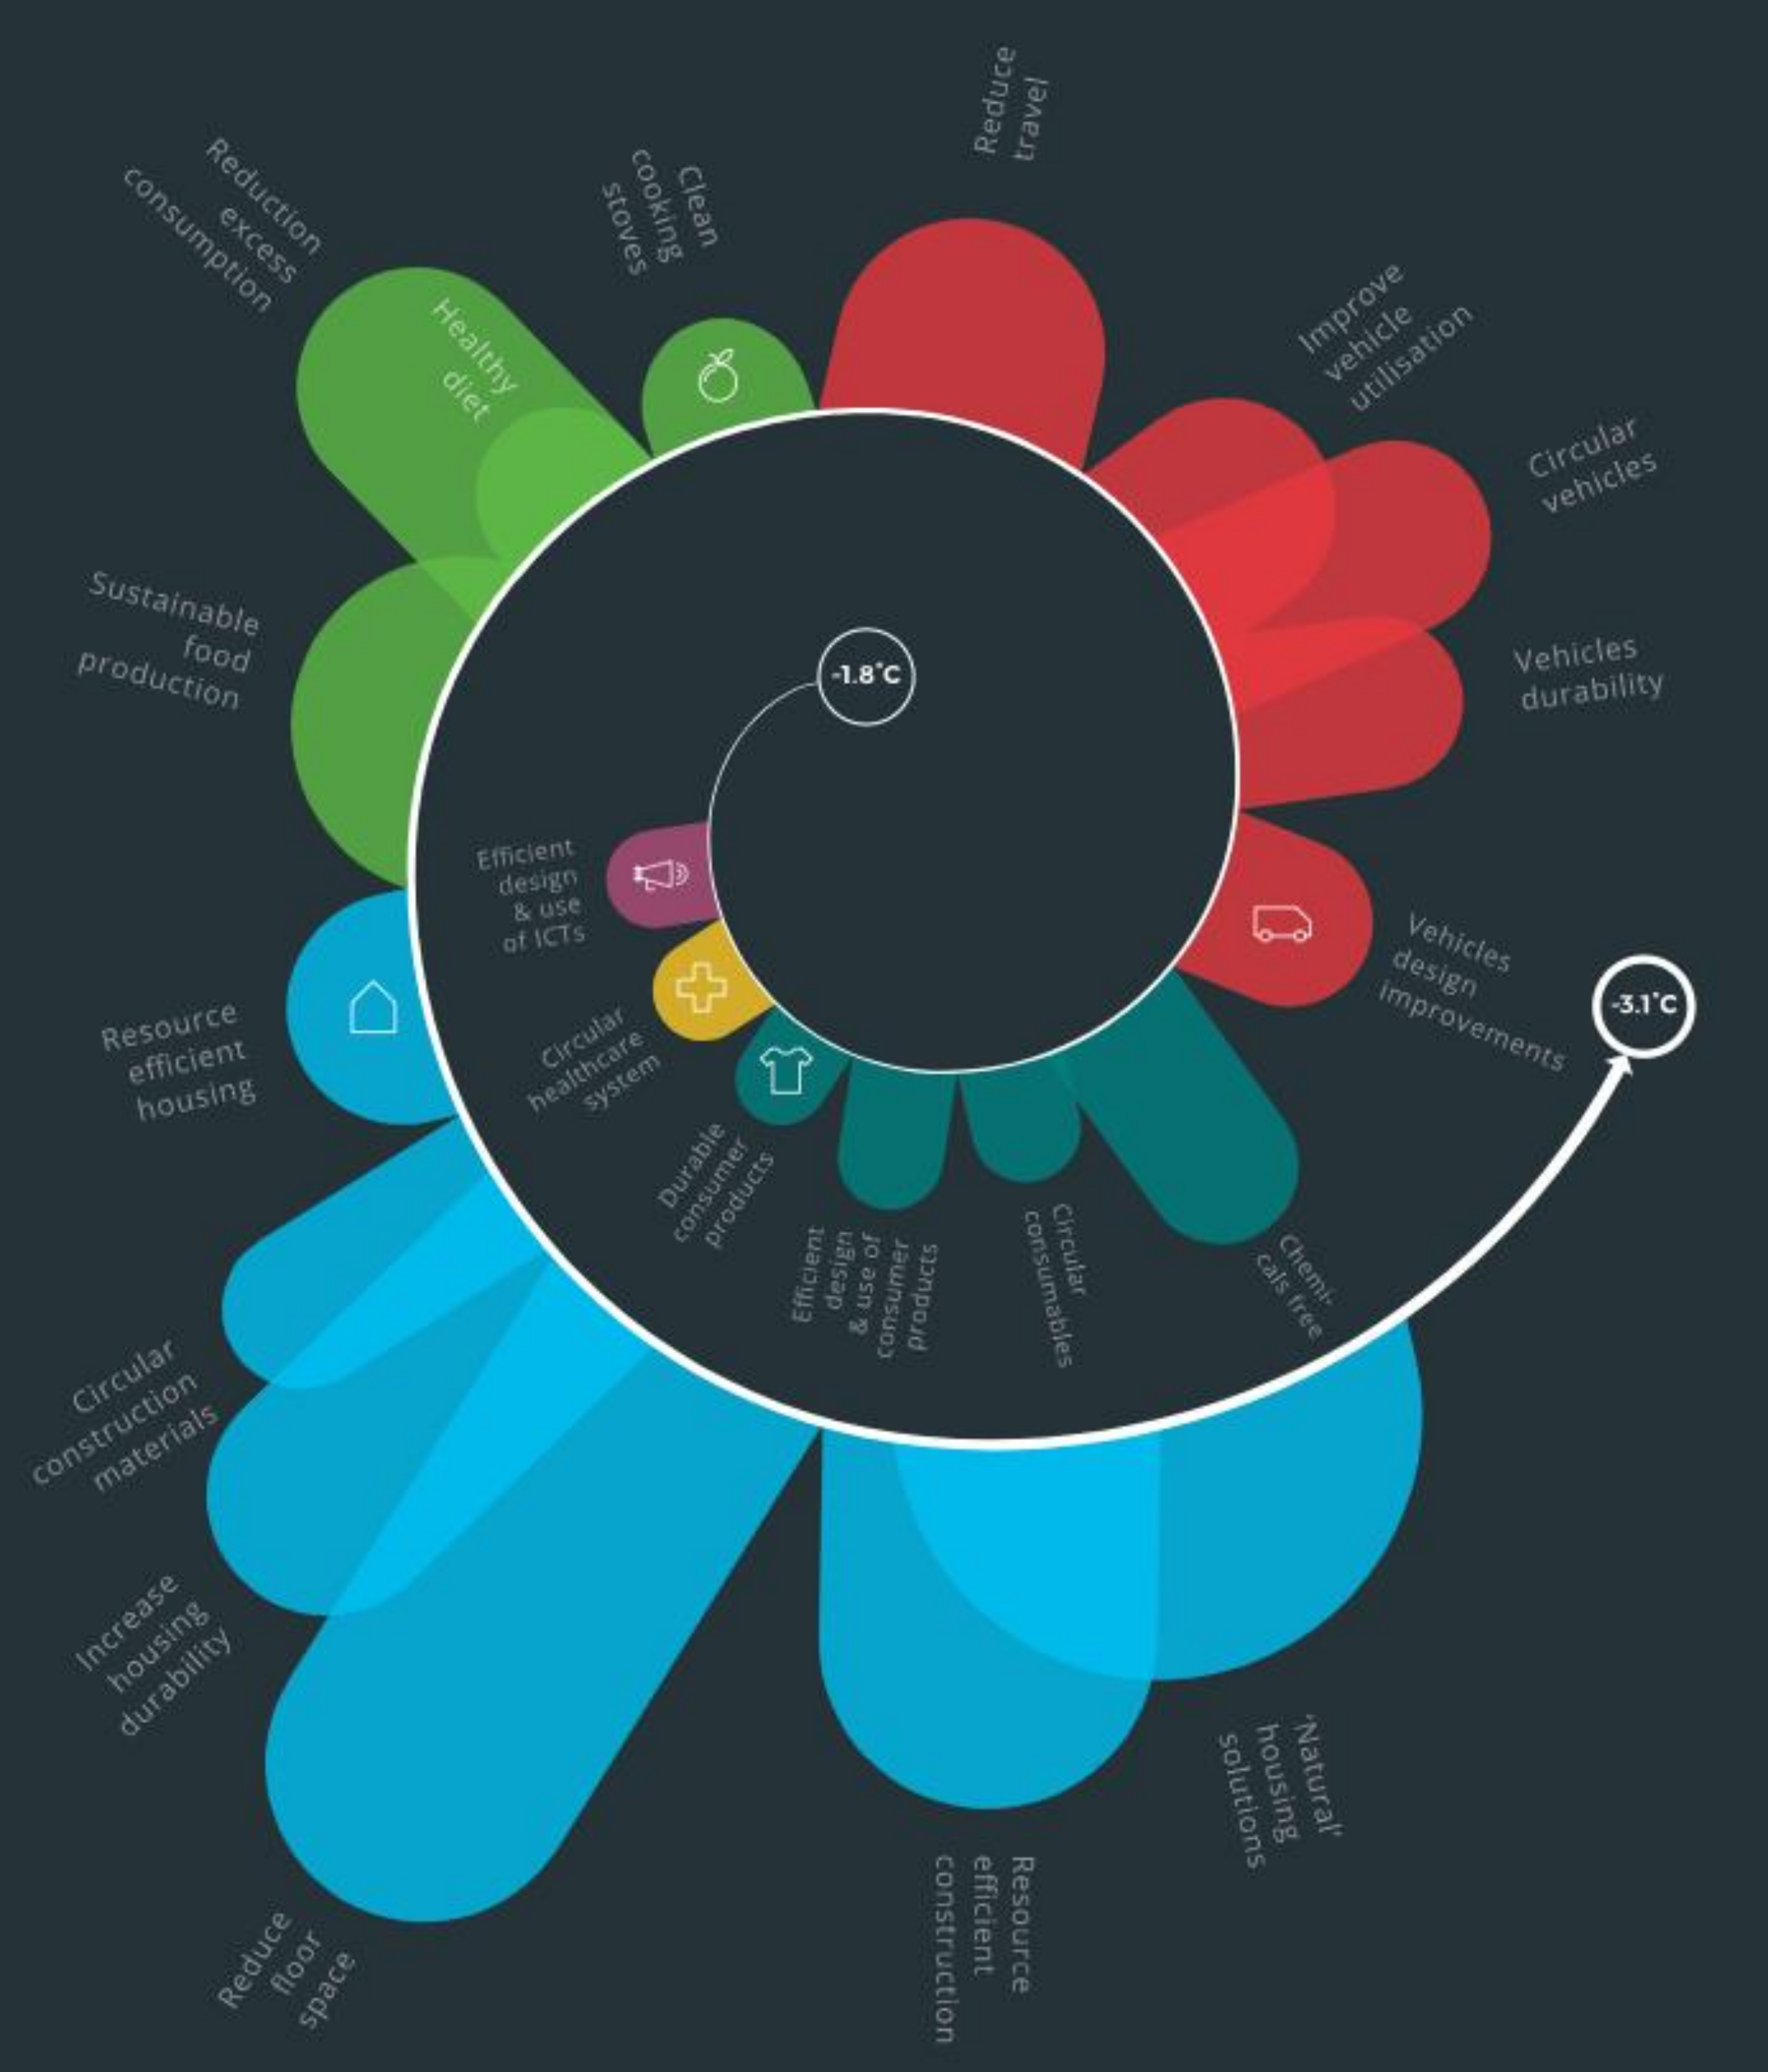 -1.8°C
Efficient
design
& use
of ICTs
Circular
healthcare
system
Durable
consumer
products
Efficient
design
& use of
consumer
products
Circular
consumables
Chemi-
cals free
Vehicles
design
improvements
Vehicles
durability
Circular
vehicles
Improve
vehicle
utilisation
Reduce
travel
Clean
cooking
stoves
Healthy
diet
Reduction
excess
consumption
Sustainable
food
production
Resource
efficient
housing
Circular
construction
materials
Increase
housing
durability
Reduce
floor
space
Resource
efficient
construction
'Natural'
housing
solutions
-3.1°C